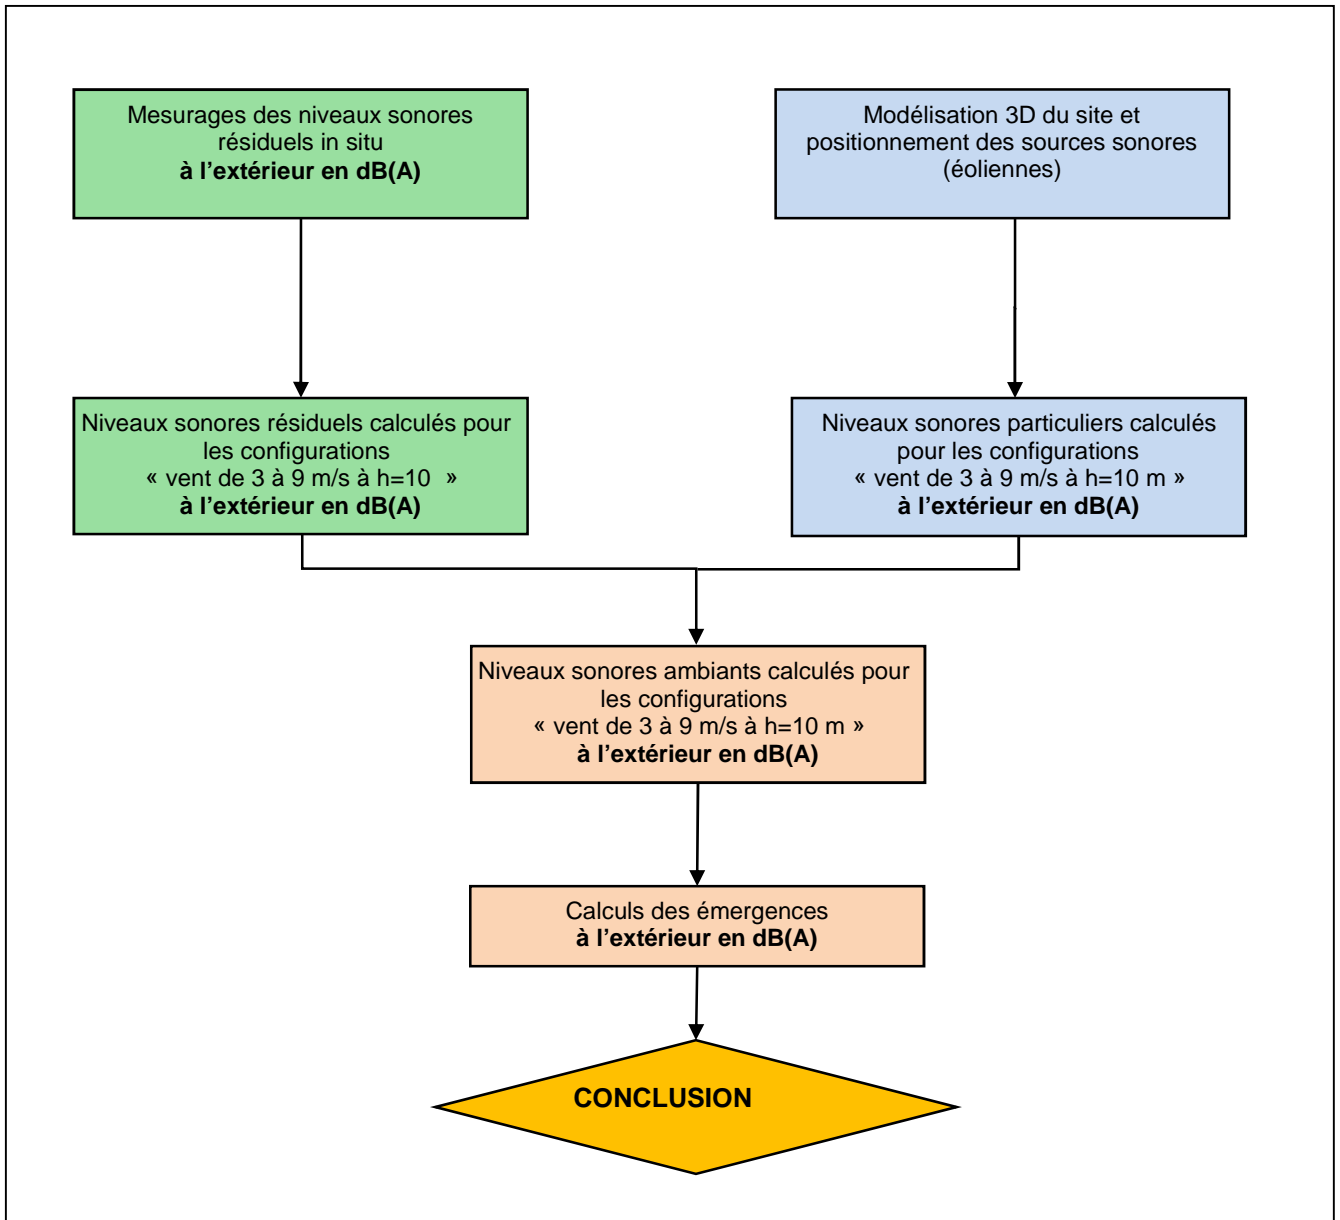 Mesurages des niveaux sonores
résiduels in situ
à l’extérieur en dB(A)
Modélisation 3D du site et
positionnement des sources sonores
(éoliennes)
Niveaux sonores résiduels calculés pour
les configurations
« vent de 3 à 9 m/s à h=10 »
à l’extérieur en dB(A)
Niveaux sonores particuliers calculés
pour les configurations
« vent de 3 à 9 m/s à h=10 m »
à l’extérieur en dB(A)
Niveaux sonores ambiants calculés pour
les configurations
« vent de 3 à 9 m/s à h=10 m »
à l’extérieur en dB(A)
Calculs des émergences
à l’extérieur en dB(A)
CONCLUSION